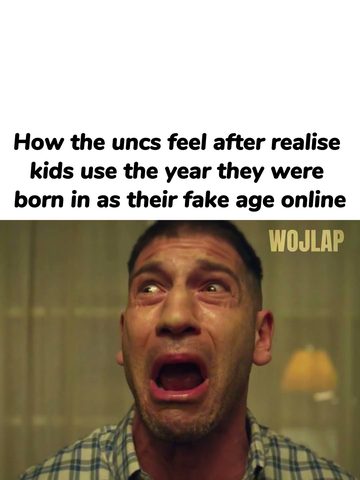 How the uncs feel after realise
kids use the year they were
born in as their fake age online
WOJLAP